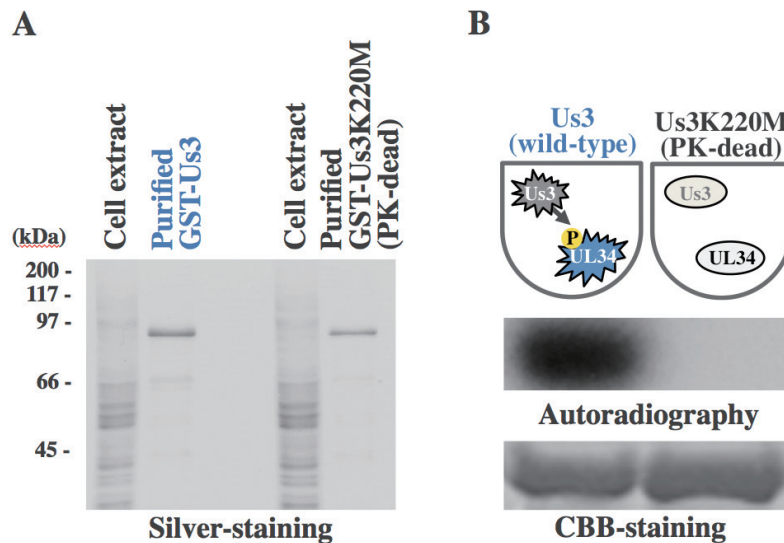 A
Cell extract
Purified
GST-Us3
Cell extract
Purified
GST-Us3K220M
(PK-dead)
(kDa)
200 -
117 -
97 -
66 -
45 -
Silver-staining
B
Us3
(wild-type)
Us3K220M
(PK-dead)
Us3
P
UL34
Us3
UL34
Autoradiography
CBB-staining